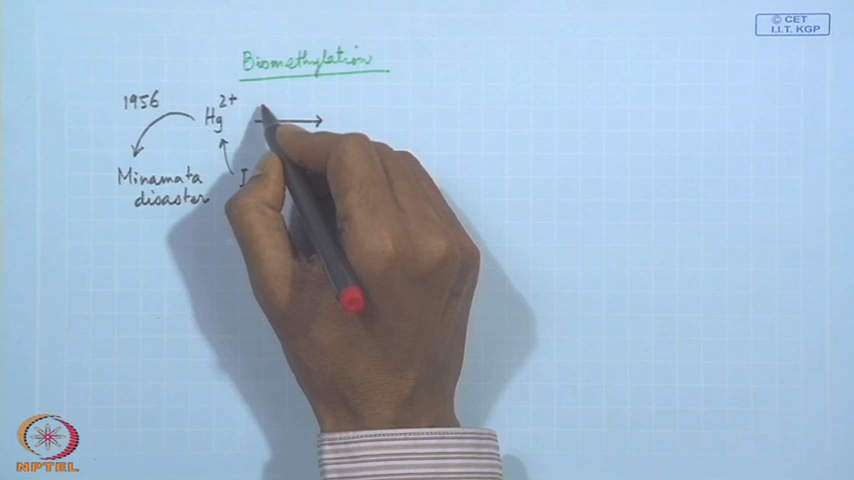 © CET
I.I.T. KGP
Biomethylation
1956
Hg2+
Minamata
disaster
NPTEL